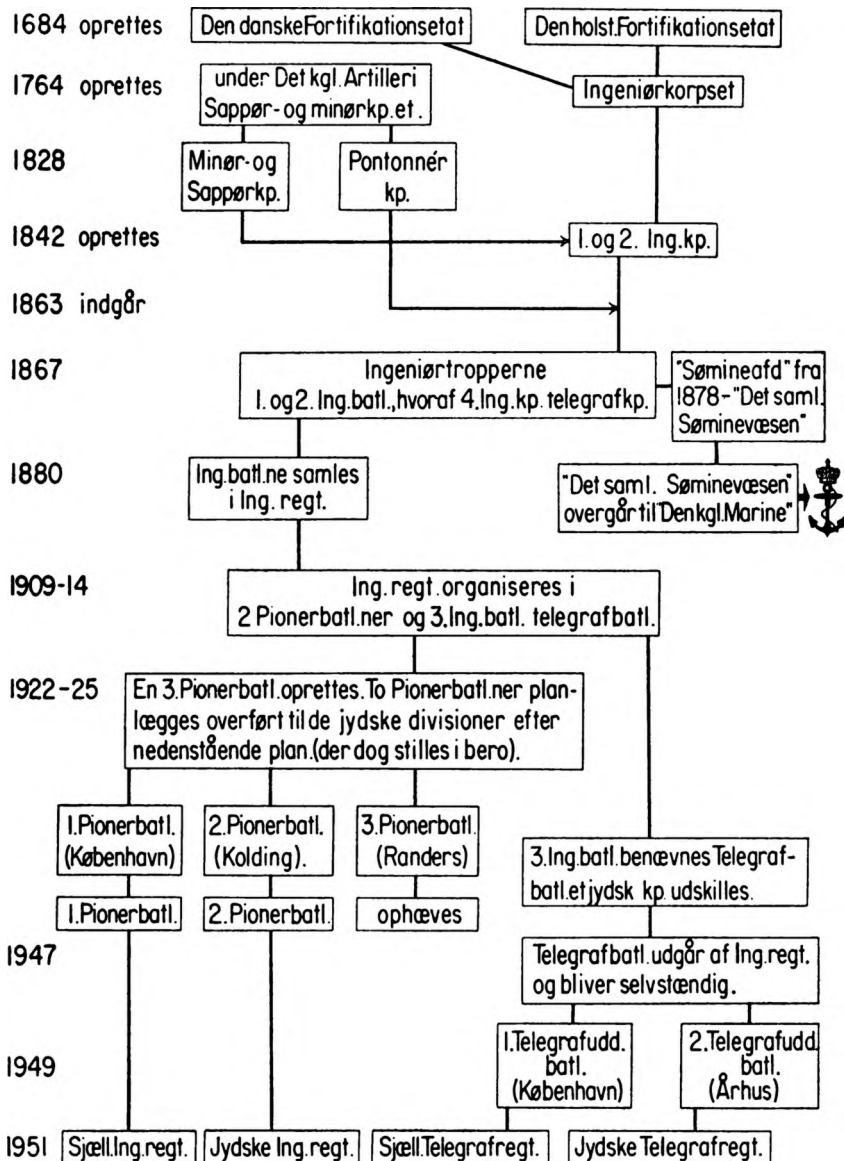 1684 oprettes
Den danske Fortifikationsetat
Den holst. Fortifikationsetat
1764 oprettes
under Det kgl. Artilleri
Sappør- og minørkp.et.
Ingeniørkorpset
1828
Minør- og
Sappørkp.
Pontonnér
kp.
1842 oprettes
1. og 2. Ing.kp.
1863 indgår
1867
Ingeniørtropperne
1. og 2. Ing.batl., hvoraf 4. Ing.kp. telegrafkp.
"Sømineafd" fra
1878-"Det saml.
Søminevæsen"
1880
Ing.batl.ne samles
i Ing. regt.
"Det saml. Søminevæsen"
overgår til "Den kgl. Marine"
1909-14
Ing.regt. organiseres i
2 Pionerbatl.ner og 3. Ing.batl. telegrafbatl.
1922-25
En 3. Pionerbatl. oprettes. To Pionerbatl.ner plan-
lægges overført til de jydske divisioner efter
nedenstående plan. (der dog stilles i bero).
1. Pionerbatl.
(København)
2. Pionerbatl.
(Kolding).
3. Pionerbatl.
(Randers)
3. Ing.batl. benævnes Telegraf-
batl. et jydsk kp. udskilles.
1. Pionerbatl.
2. Pionerbatl.
ophæves
1947
Telegrafbatl. udgår af Ing.regt.
og bliver selvstændig.
1949
1. Telegrafudd.
batl.
(København)
2. Telegrafudd.
batl.
(Århus)
1951
Sjæll. Ing.regt.
Jydske Ing.regt.
Sjæll. Telegrafregt.
Jydske Telegrafregt.